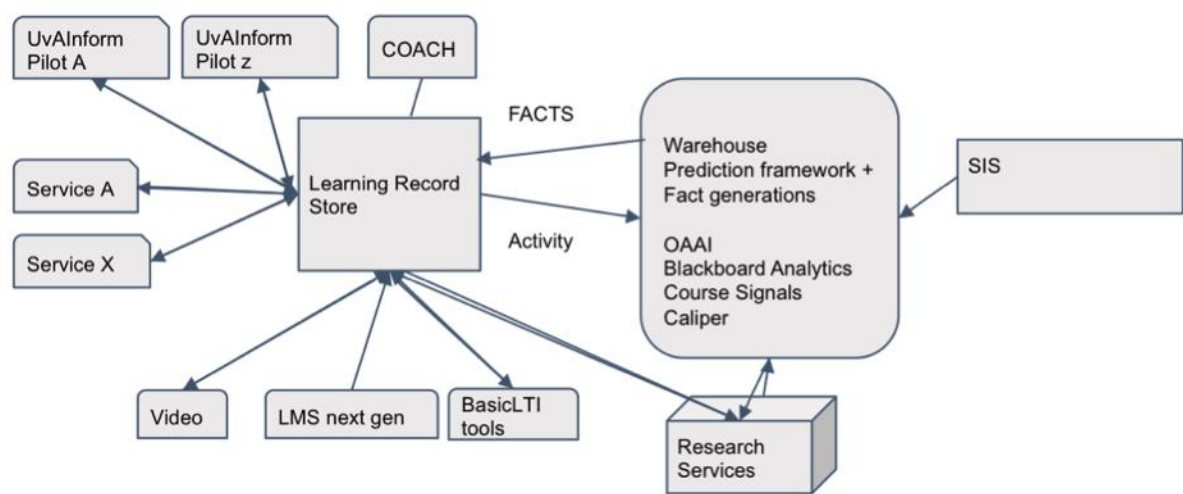 UvAInform
Pilot A
UvAInform
Pilot z
COACH
FACTS
Warehouse
Prediction framework +
Fact generations
OAAI
Blackboard Analytics
Course Signals
Caliper
SIS
Service A
Learning Record
Store
Service X
Activity
Video
LMS next gen
BasicLTI
tools
Research
Services